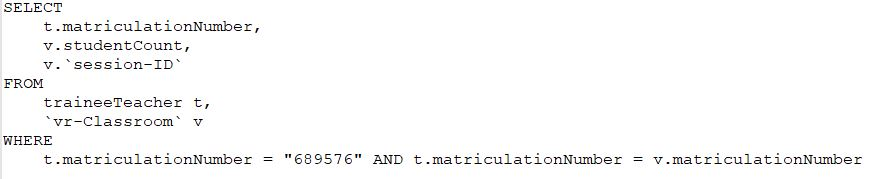 SELECT
    t.matriculationNumber,
    v.studentCount,
    v.`session-ID`
FROM
    traineeTeacher t,
    `vr-Classroom` v
WHERE
    t.matriculationNumber = "689576" AND t.matriculationNumber = v.matriculationNumber